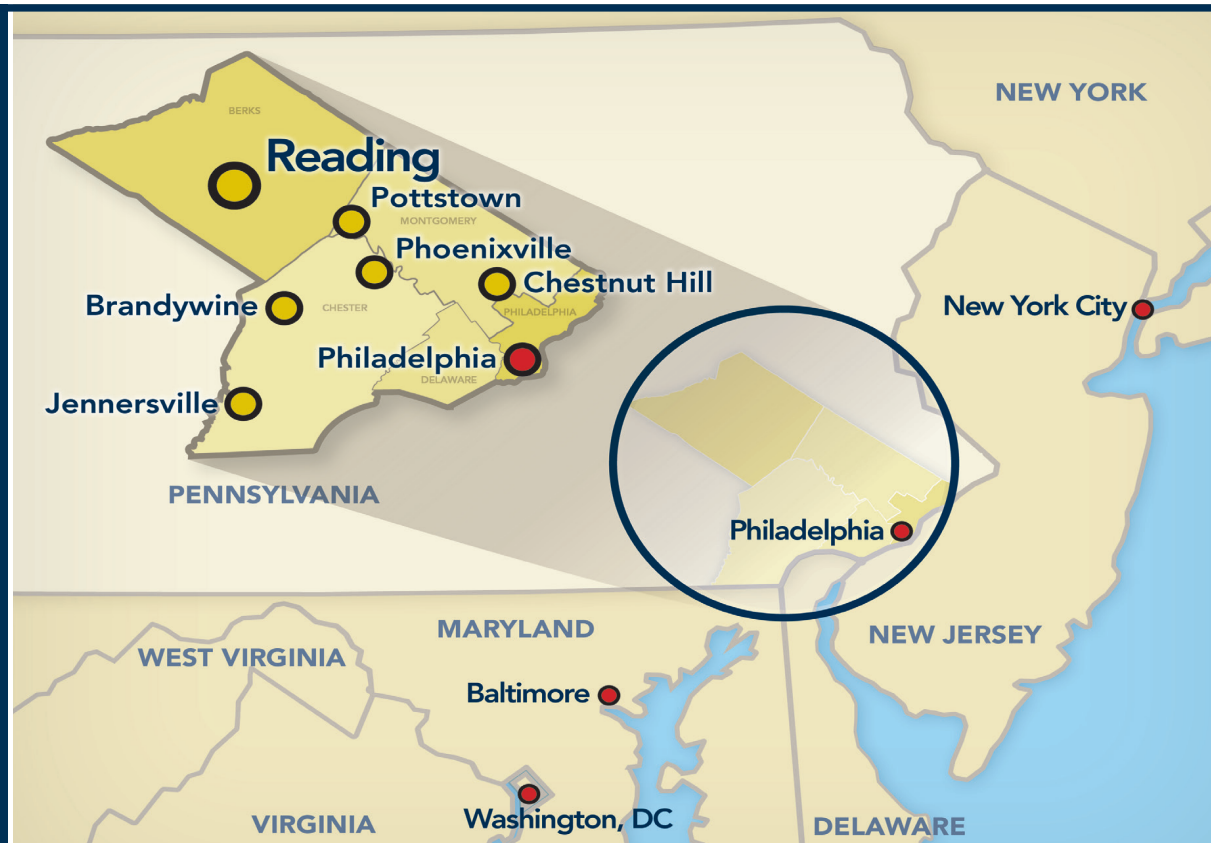 NEW YORK
BERKS
Reading
Pottstown
MONTGOMERY
Phoenixville
Chestnut Hill
Brandywine
CHESTER
PHILADELPHIA
New York City
Philadelphia
DELAWARE
Jennersville
PENNSYLVANIA
Philadelphia
MARYLAND
NEW JERSEY
WEST VIRGINIA
Baltimore
Washington, DC
VIRGINIA
DELAWARE